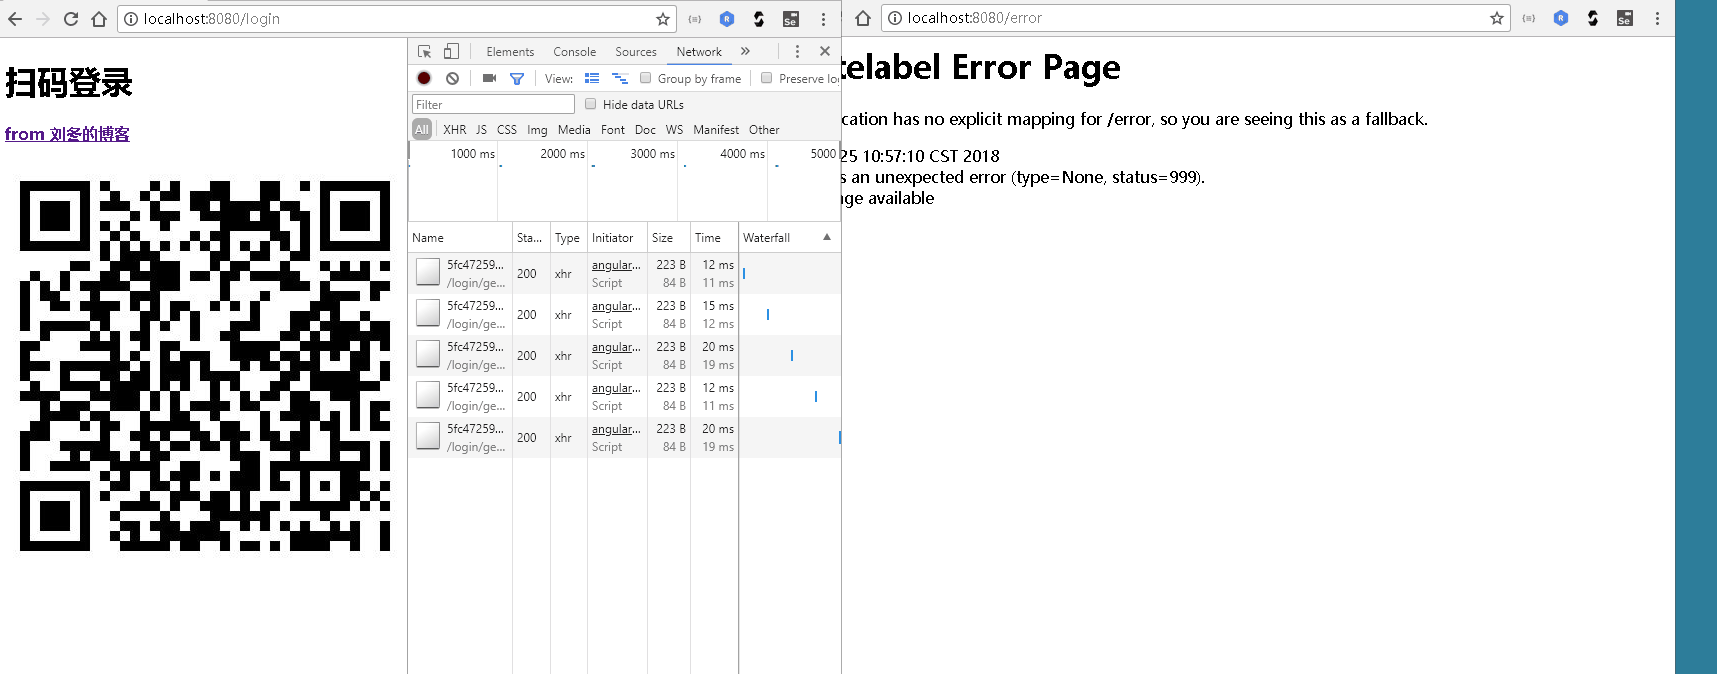 localhost:8080/login
扫码登录
from 刘冬的博客
Elements Console Sources Network »
View: Group by frame Preserve lo
Filter Hide data URLs
All XHR JS CSS Img Media Font Doc WS Manifest Other
1000 ms 2000 ms 3000 ms 4000 ms 5000
Name Sta... Type Initiator Size Time Waterfall
5fc47259... 200 xhr angular... 223 B 12 ms
/login/ge... Script 84 B 11 ms
5fc47259... 200 xhr angular... 223 B 15 ms
/login/ge... Script 84 B 12 ms
5fc47259... 200 xhr angular... 223 B 20 ms
/login/ge... Script 84 B 19 ms
5fc47259... 200 xhr angular... 223 B 12 ms
/login/ge... Script 84 B 11 ms
5fc47259... 200 xhr angular... 223 B 20 ms
/login/ge... Script 84 B 19 ms
localhost:8080/error
telabel Error Page
cation has no explicit mapping for /error, so you are seeing this as a fallback.
25 10:57:10 CST 2018
s an unexpected error (type=None, status=999).
ge available